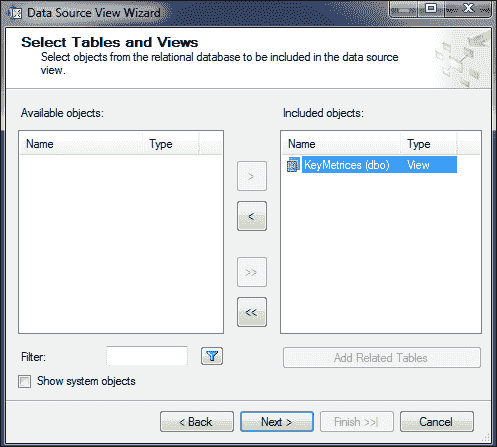 Data Source View Wizard
Select Tables and Views
Select objects from the relational database to be included in the data source
view.
Available objects:
Included objects:
Name Type
Name Type
KeyMetrices (dbo) View
>
<
>>
<<
Filter:
Add Related Tables
Show system objects
< Back Next > Finish >>| Cancel